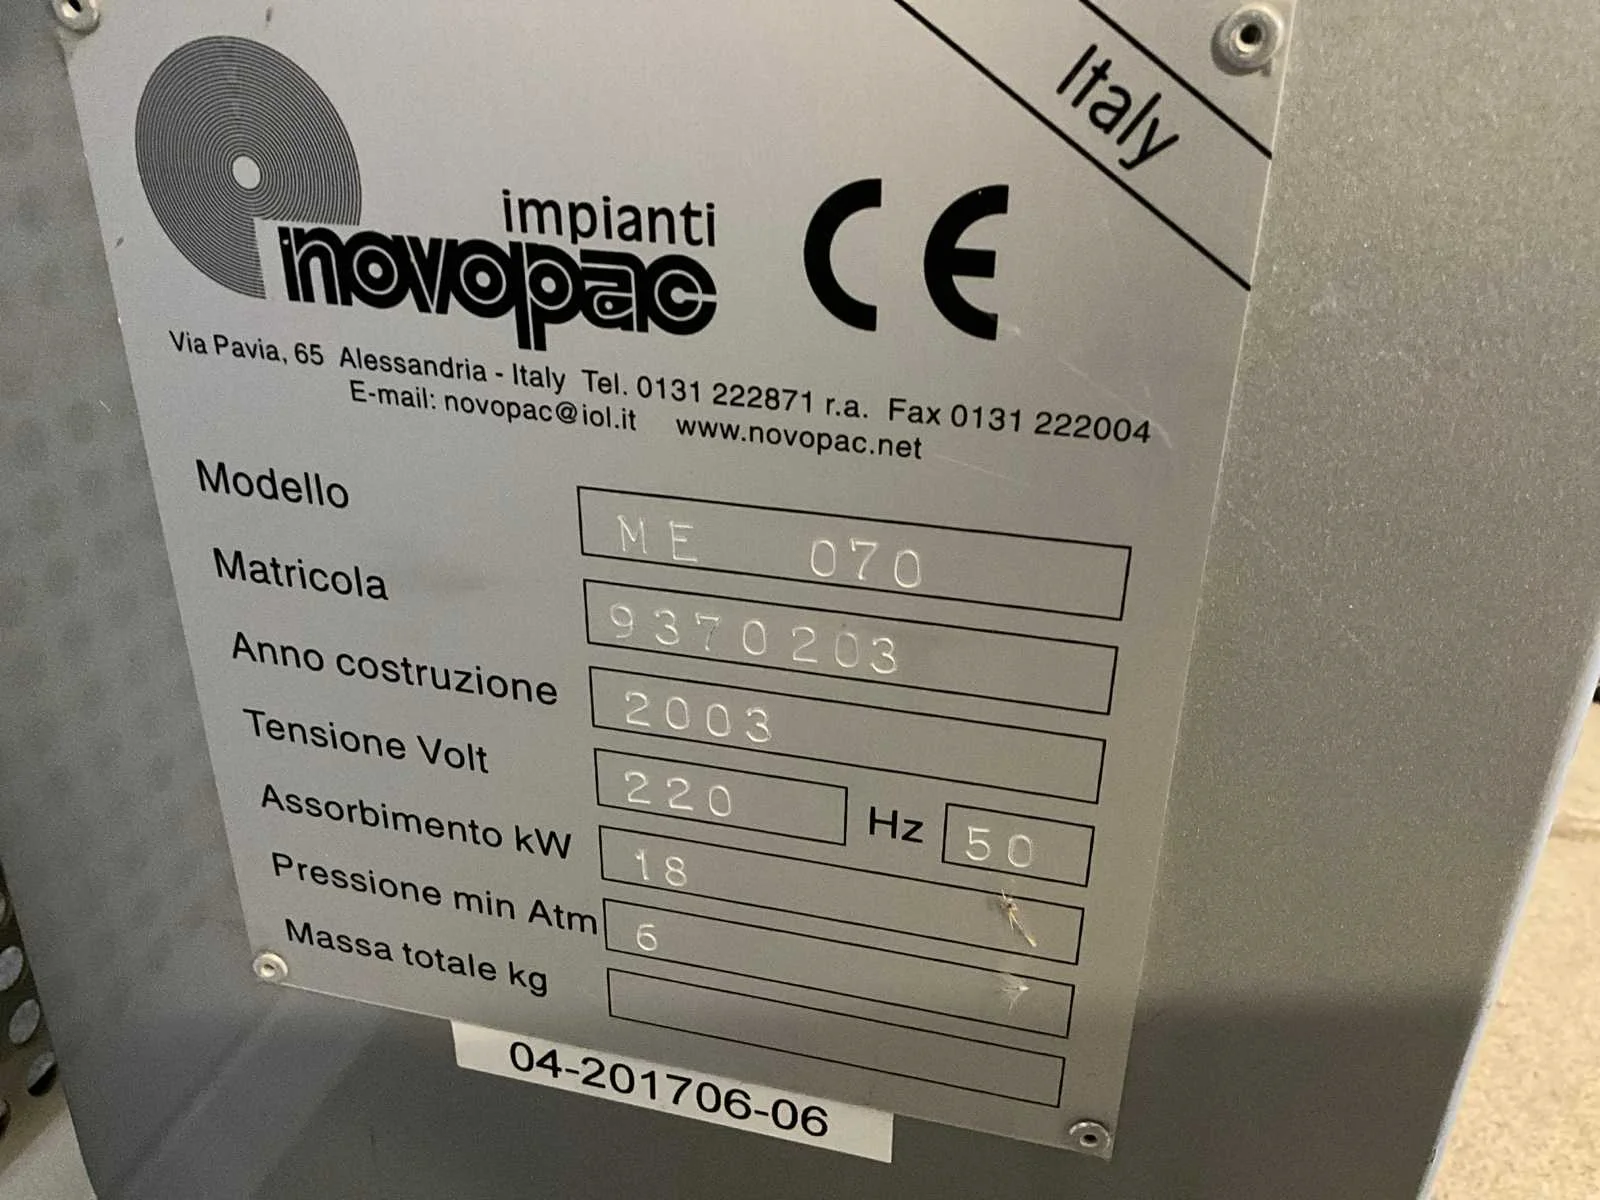 Italy
impianti
novopac
CE
Via Pavia, 65 Alessandria - Italy Tel. 0131 222871 r.a. Fax 0131 222004
E-mail: novopac@iol.it www.novopac.net
Modello ME 070
Matricola 9370203
Anno costruzione 2003
Tensione Volt 220 Hz 50
Assorbimento kW 18
Pressione min Atm 6
Massa totale kg
04-201706-06